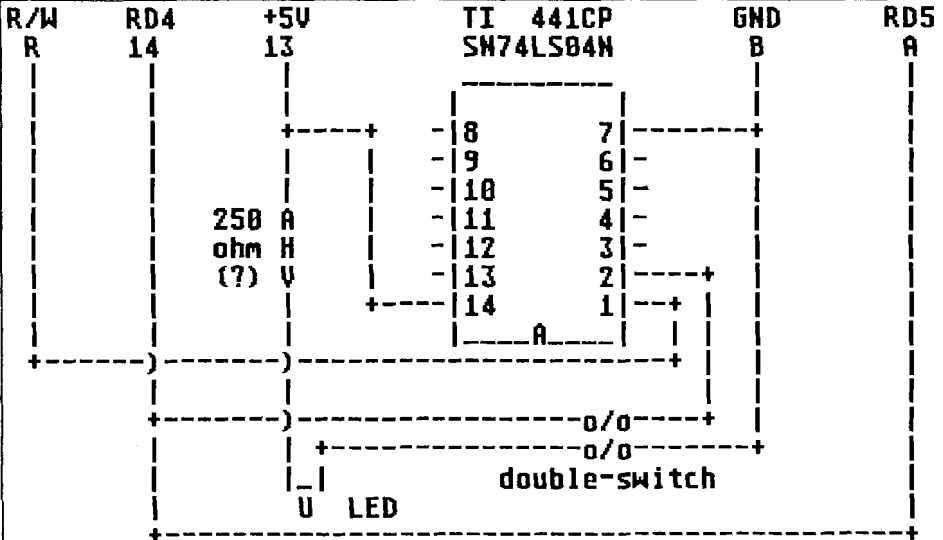 R/W RD4 +5V TI 441CP GND RD5
R 14 13 SN74LS04N B A
8 7
9 6
10 5
250 A 11 4
ohm H 12 3
(?) V 13 2
14 1
A
o/o
o/o
double-switch
U LED